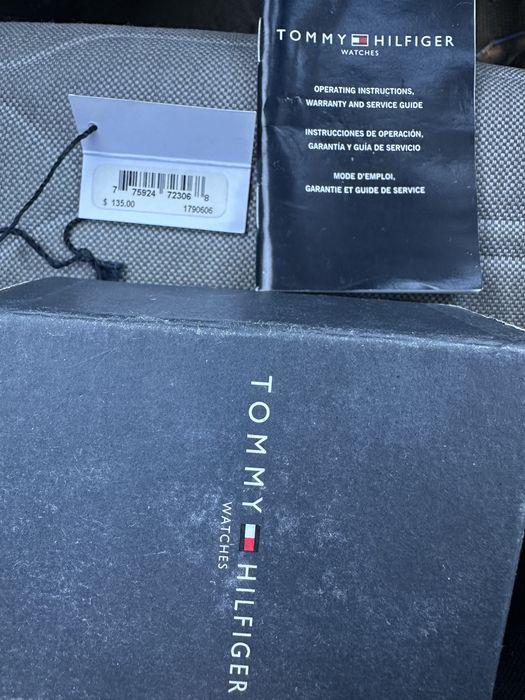 TOMMY HILFIGER
WATCHES
OPERATING INSTRUCTIONS,
WARRANTY AND SERVICE GUIDE
INSTRUCCIONES DE OPERACIÓN,
GARANTÍA Y GUÍA DE SERVICIO
MODE D'EMPLOI,
GARANTIE ET GUIDE DE SERVICE
7 75924 72306 8
$ 135.00 1790606
TOMMY HILFIGER
WATCHES